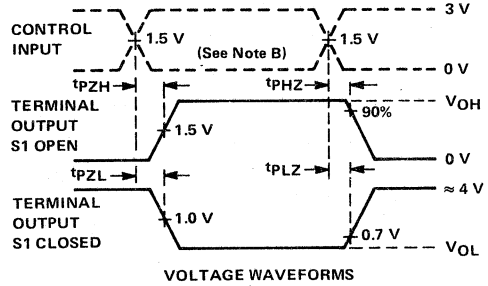 3 V
CONTROL
INPUT
1.5 V
(See Note B)
1.5 V
0 V
tPZH
tPHZ
VOH
TERMINAL
OUTPUT
S1 OPEN
1.5 V
90%
0 V
tPZL
tPLZ
≈ 4 V
TERMINAL
OUTPUT
S1 CLOSED
1.0 V
0.7 V
VOL
VOLTAGE WAVEFORMS